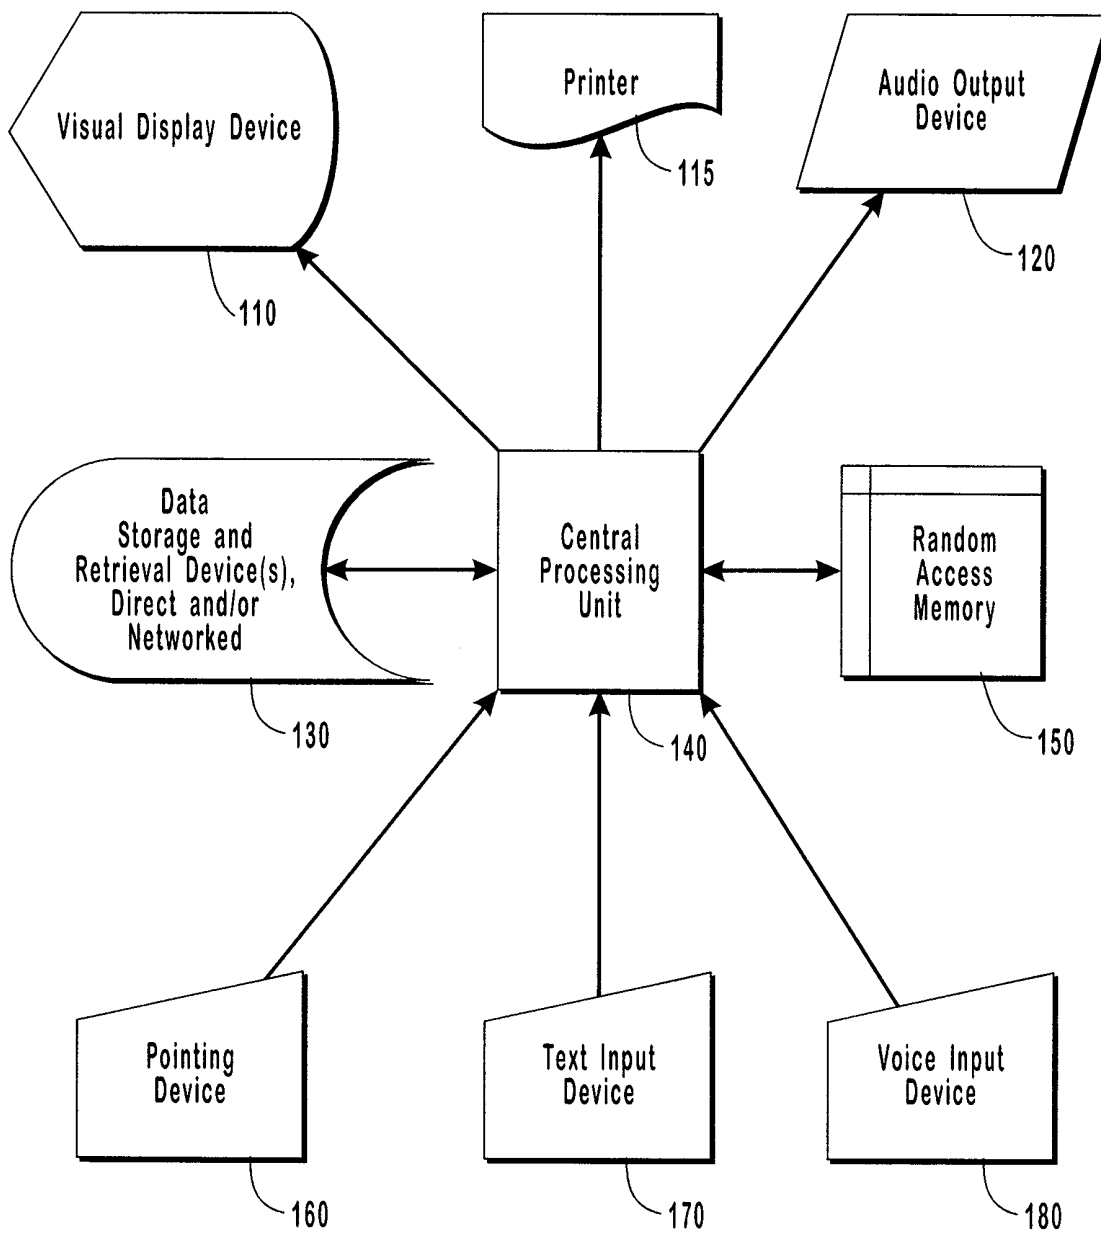 Visual Display Device
110
Printer
115
Audio Output
Device
120
Data
Storage and
Retrieval Device(s),
Direct and/or
Networked
130
Central
Processing
Unit
140
Random
Access
Memory
150
Pointing
Device
160
Text Input
Device
170
Voice Input
Device
180